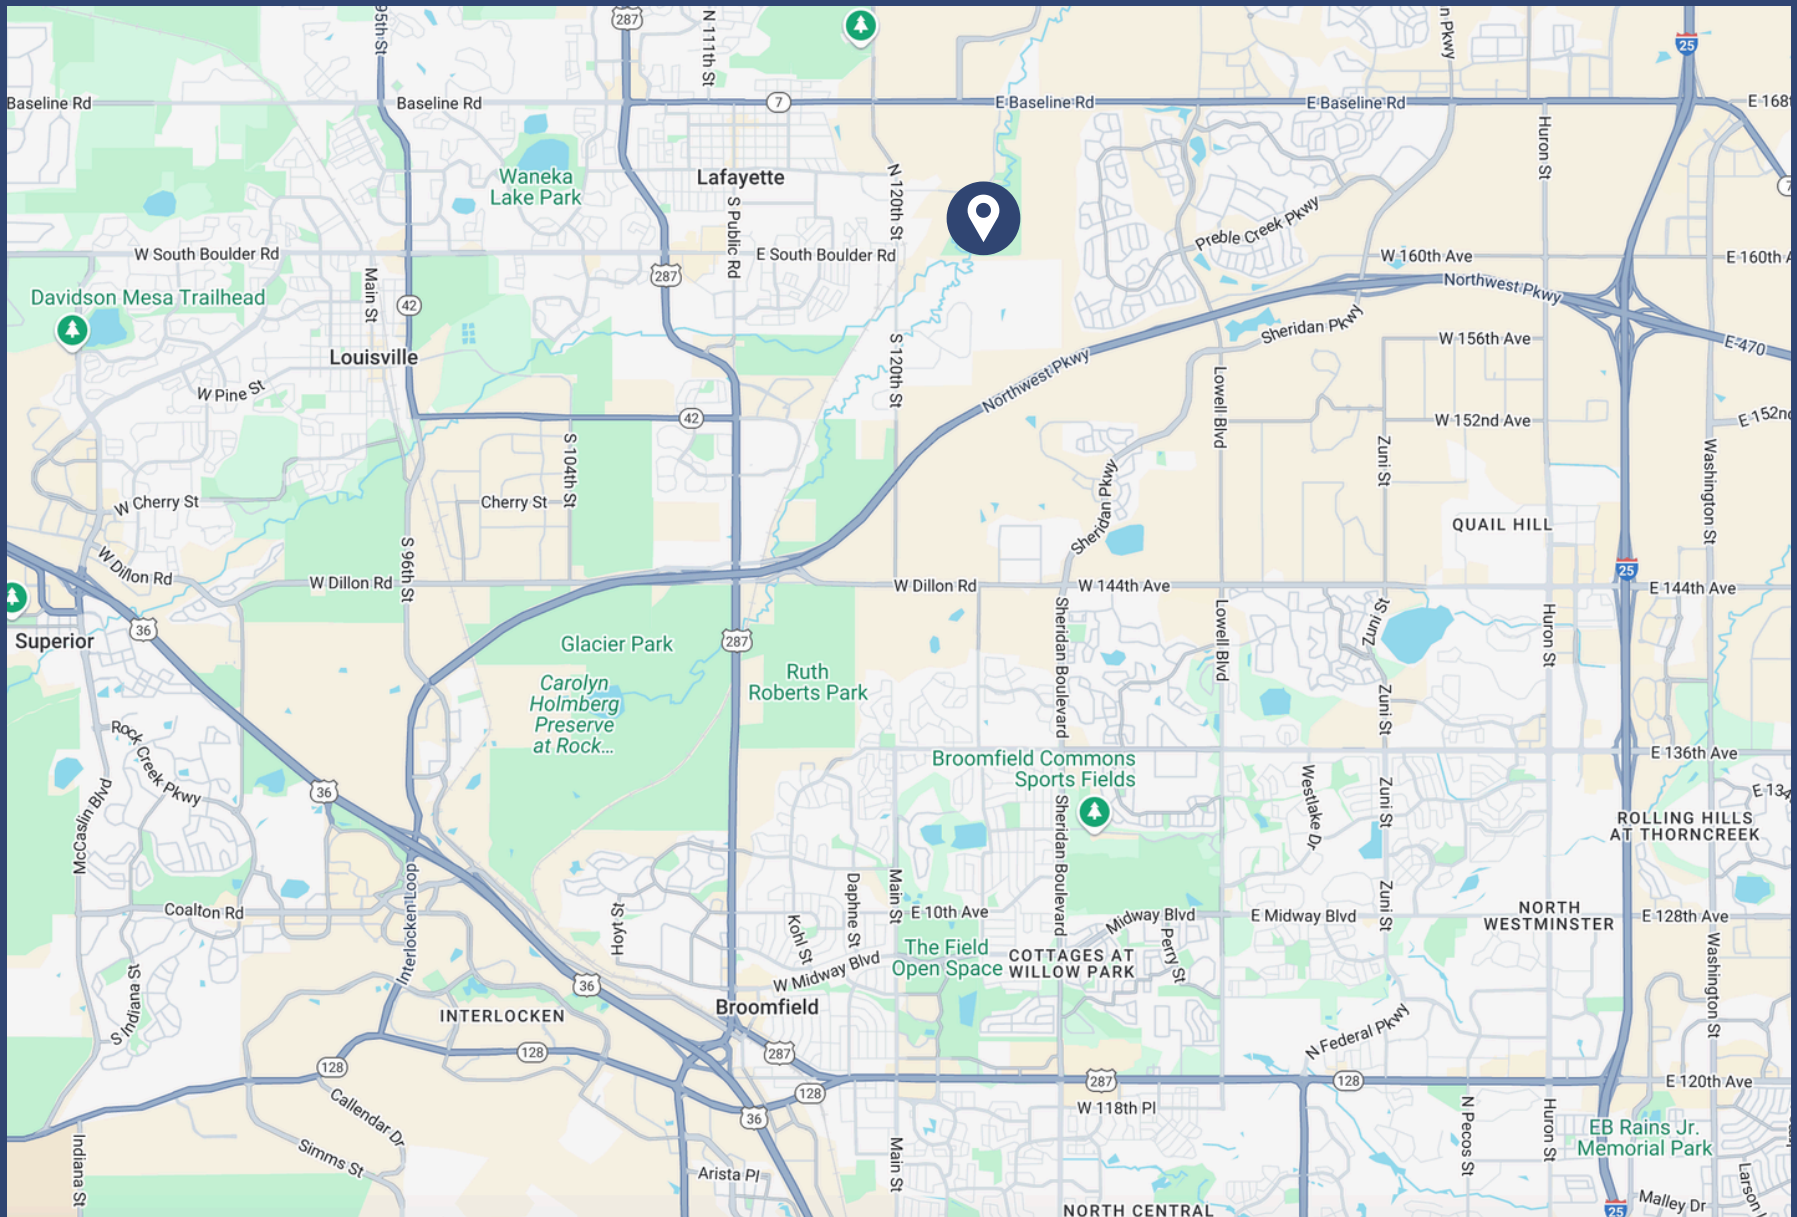 287
95th St
N 111th St
n Pkwy
25
Baseline Rd
Baseline Rd
7
E Baseline Rd
E Baseline Rd
E 168
Huron St
Waneka
Lake Park
Lafayette
N 120th St
S Public Rd
Preble Creek Pkwy
7
W South Boulder Rd
E South Boulder Rd
W 160th Ave
E 160th A
287
Main St
Davidson Mesa Trailhead
42
Northwest Pkwy
Sheridan Pkwy
W 156th Ave
E-470
Louisville
S 120th St
Northwest Pkwy
W Pine St
Lowell Blvd
42
W 152nd Ave
E 152nd
S 104th St
Zuni St
Washington St
W Cherry St
Cherry St
Sheridan Pkwy
QUAIL HILL
W Dillon Rd
S 96th St
W Dillon Rd
W Dillon Rd
W 144th Ave
25
E 144th Ave
36
Superior
Glacier Park
287
Sheridan Boulevard
Lowell Blvd
Zuni St
Huron St
Carolyn
Holmberg
Preserve
at Rock...
Ruth
Roberts Park
Zuni St
Rock Creek Pkwy
Broomfield Commons
Sports Fields
E 136th Ave
36
McCaslin Blvd
Sheridan Boulevard
Westlake Dr
Zuni St
E 134
ROLLING HILLS
AT THORNCREEK
Interlocken Loop
Coalton Rd
Hoyt St
Kohl St
Daphne St
Main St
E 10th Ave
Midway Blvd
E Midway Blvd
Zuni St
NORTH
WESTMINSTER
E 128th Ave
The Field
Open Space
COTTAGES AT
WILLOW PARK
Perry St
W Midway Blvd
36
S Indiana St
INTERLOCKEN
Broomfield
Washington St
N Federal Pkwy
128
128
287
128
287
128
E 120th Ave
36
W 118th Pl
Callendar Dr
Simms St
Indiana St
Arista Pl
Main St
N Pecos St
Huron St
EB Rains Jr.
Memorial Park
Malley Dr
Larson
NORTH CENTRAL
25